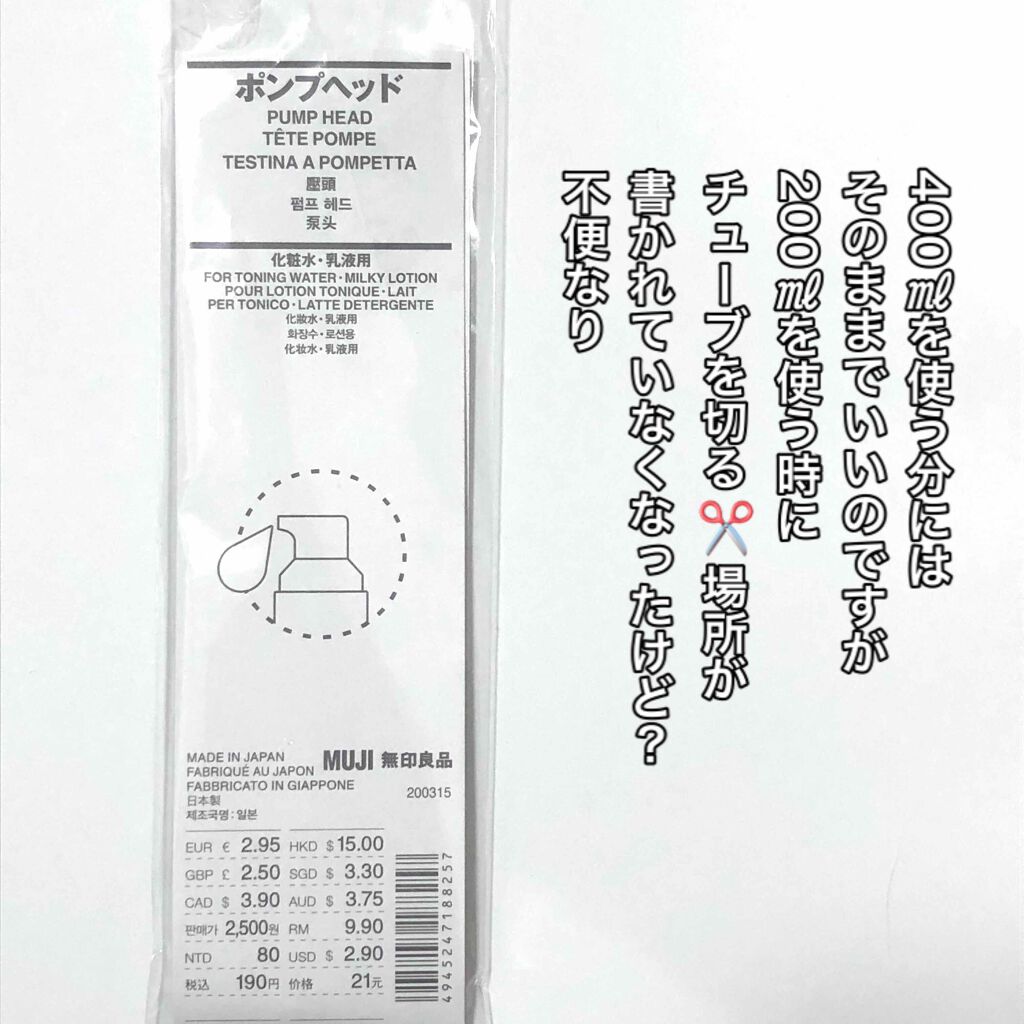 ポンプヘッド
PUMP HEAD
TÊTE POMPE
TESTINA A POMPETTA
壓頭
펌프 헤드
泵头
化粧水・乳液用
FOR TONING WATER・MILKY LOTION
POUR LOTION TONIQUE・LAIT
PER TONICO・LATTE DETERGENTE
化妝水・乳液用
화장수・로션용
化妆水・乳液用
MADE IN JAPAN
FABRIQUÉ AU JAPON
FABBRICATO IN GIAPPONE
日本製
제조국명:일본
MUJI 無印良品
200315
EUR € 2.95 HKD $ 15.00
GBP £ 2.50 SGD $ 3.30
CAD $ 3.90 AUD $ 3.75
판매가 2,500원 RM 9.90
NTD 80 USD $ 2.90
税込 190円 价格 21元
4945247188257
400㎖を使う分には
そのままでいいのですが
200㎖を使う時に
チューブを切る✂️場所が
書かれていなくなったけど?
不便なり